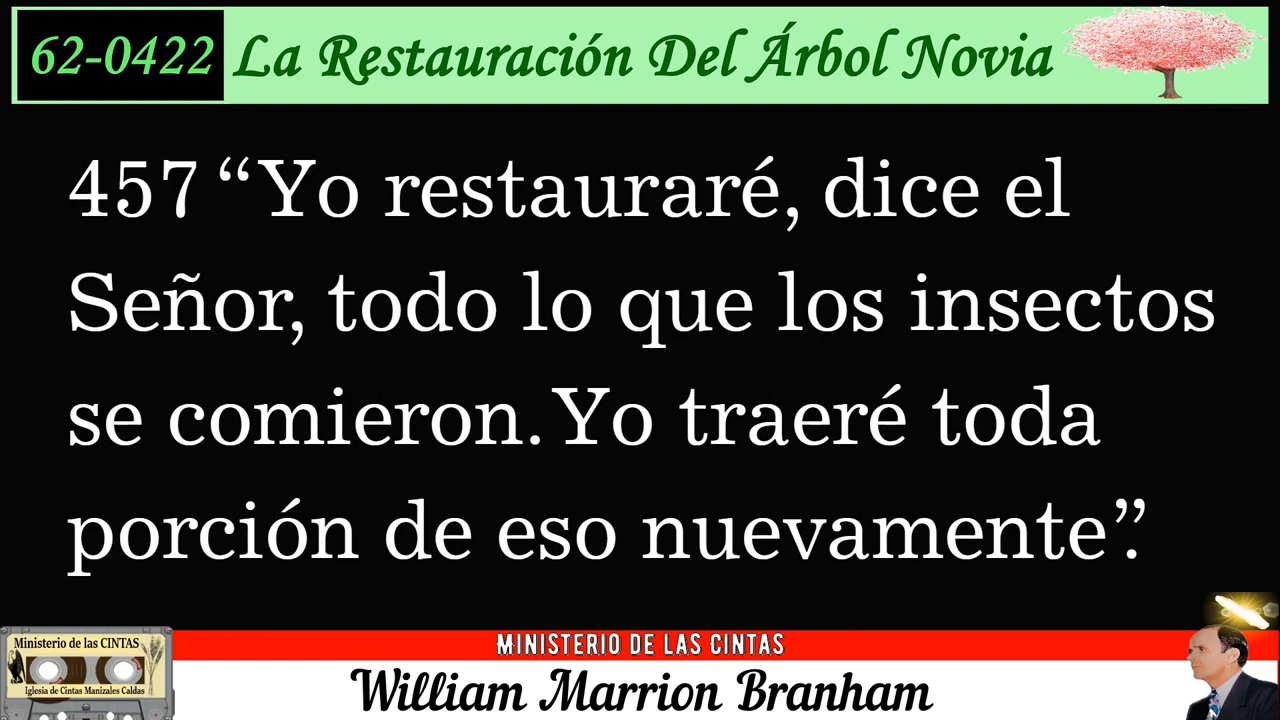 62-0422 La Restauración Del Árbol Novia
457 “Yo restauraré, dice el
Señor, todo lo que los insectos
se comieron. Yo traeré toda
porción de eso nuevamente”.
MINISTERIO DE LAS CINTAS
Ministerio de las CINTAS
Iglesia de Cintas Manizales Caldas
William Marrion Branham